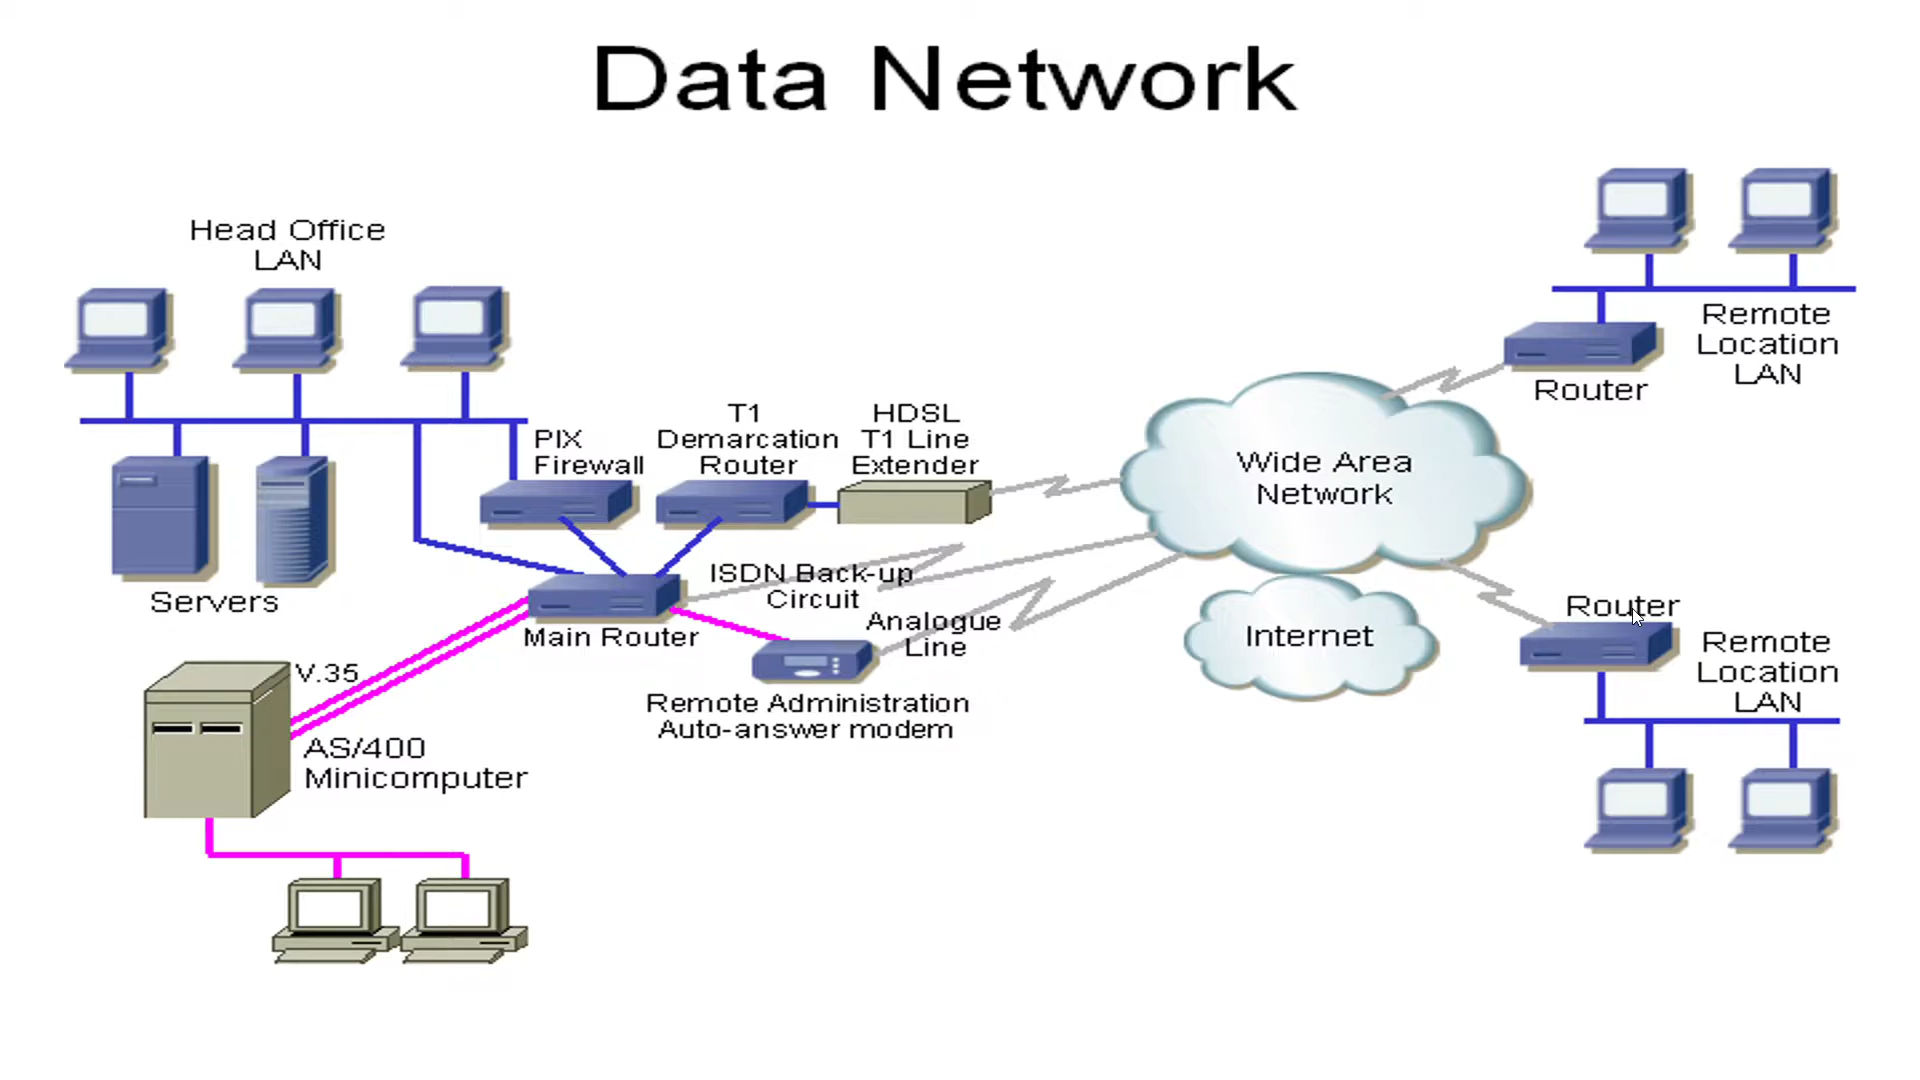 Data Network
Head Office
LAN
Servers
PIX
Firewall
T1
Demarcation
Router
HDSL
T1 Line
Extender
Main Router
ISDN Back-up
Circuit
Analogue
Line
Remote Administration
Auto-answer modem
V.35
AS/400
Minicomputer
Wide Area
Network
Internet
Router
Remote
Location
LAN
Router
Remote
Location
LAN